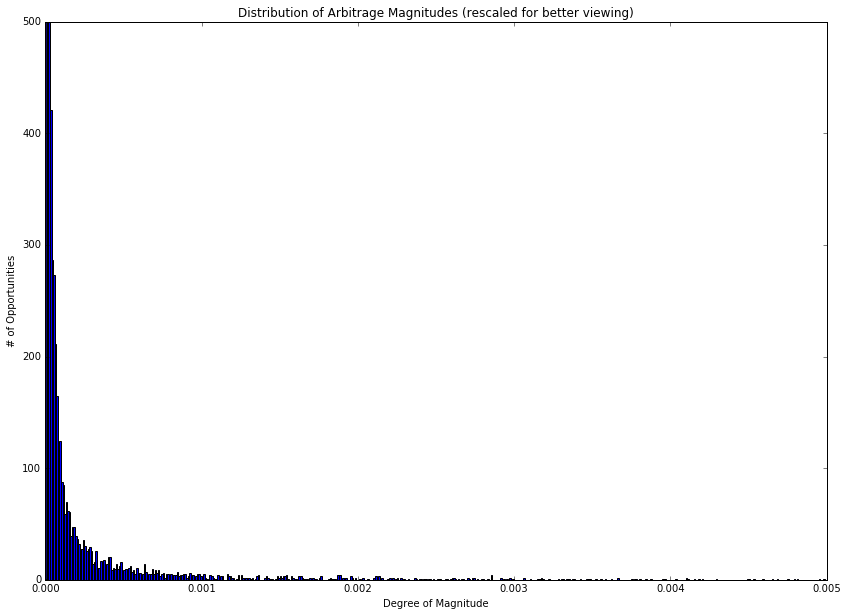 Distribution of Arbitrage Magnitudes (rescaled for better viewing)
500
400
300
200
100
0
# of Opportunities
0.000 0.001 0.002 0.003 0.004 0.005
Degree of Magnitude